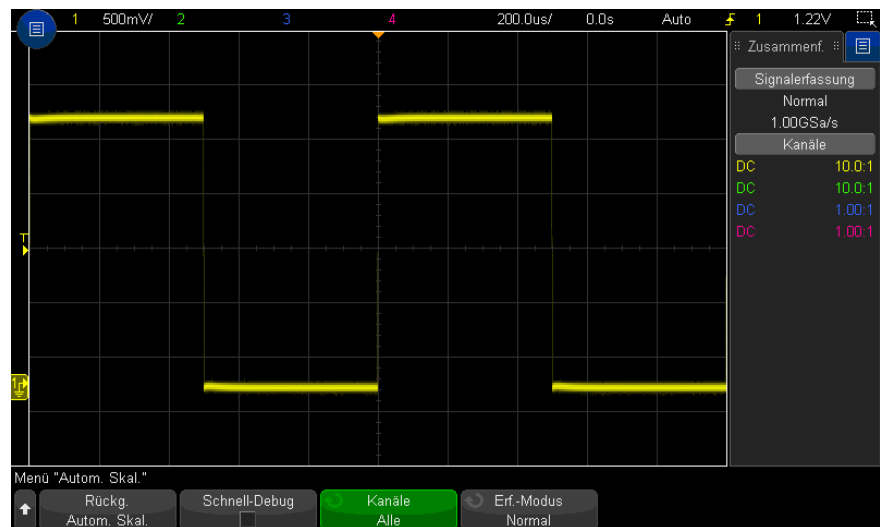 1 500mV/ 2 3 4 200.0us/ 0.0s Auto 1 1.22V
Zusammenf.
Signalerfassung
Normal
1.00GSa/s
Kanäle
DC 10.0:1
DC 10.0:1
DC 1.00:1
DC 1.00:1
T
1
Menü "Autom. Skal."
Rückg. Schnell-Debug Kanäle Erf.-Modus
Autom. Skal. Alle Normal